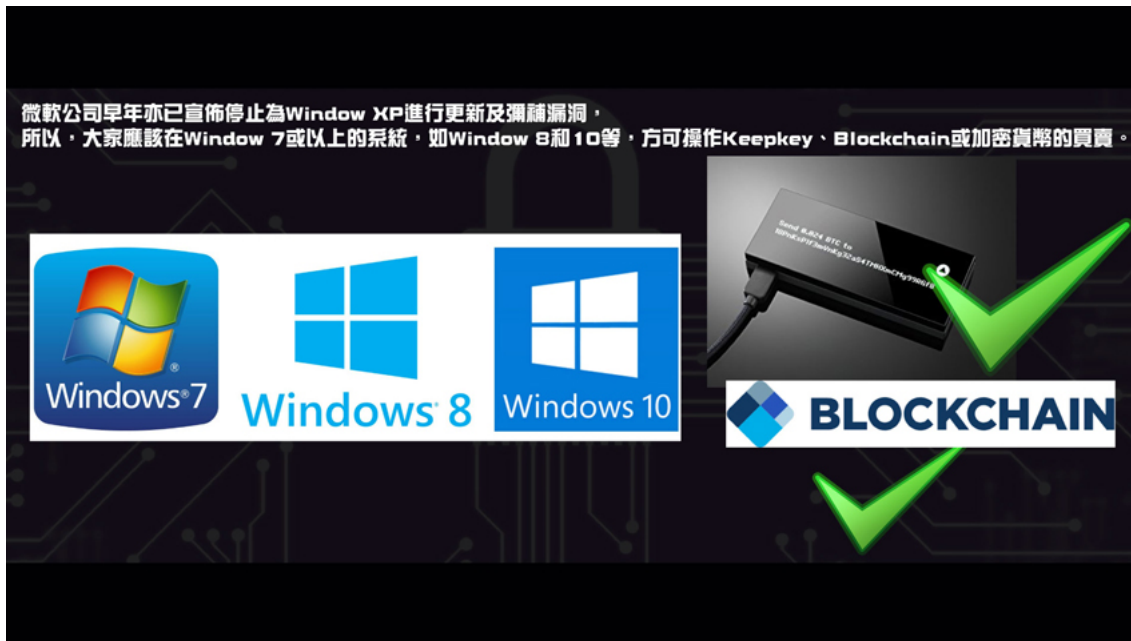 微軟公司早年亦已宣佈停止為Window XP進行更新及彌補漏洞，
所以，大家應該在Window 7或以上的系統，如Window 8和10等，方可操作Keepkey、Blockchain或加密貨幣的買賣。
Send 0.024 BTC to
Windows®7
Windows 8
Windows 10
BLOCKCHAIN